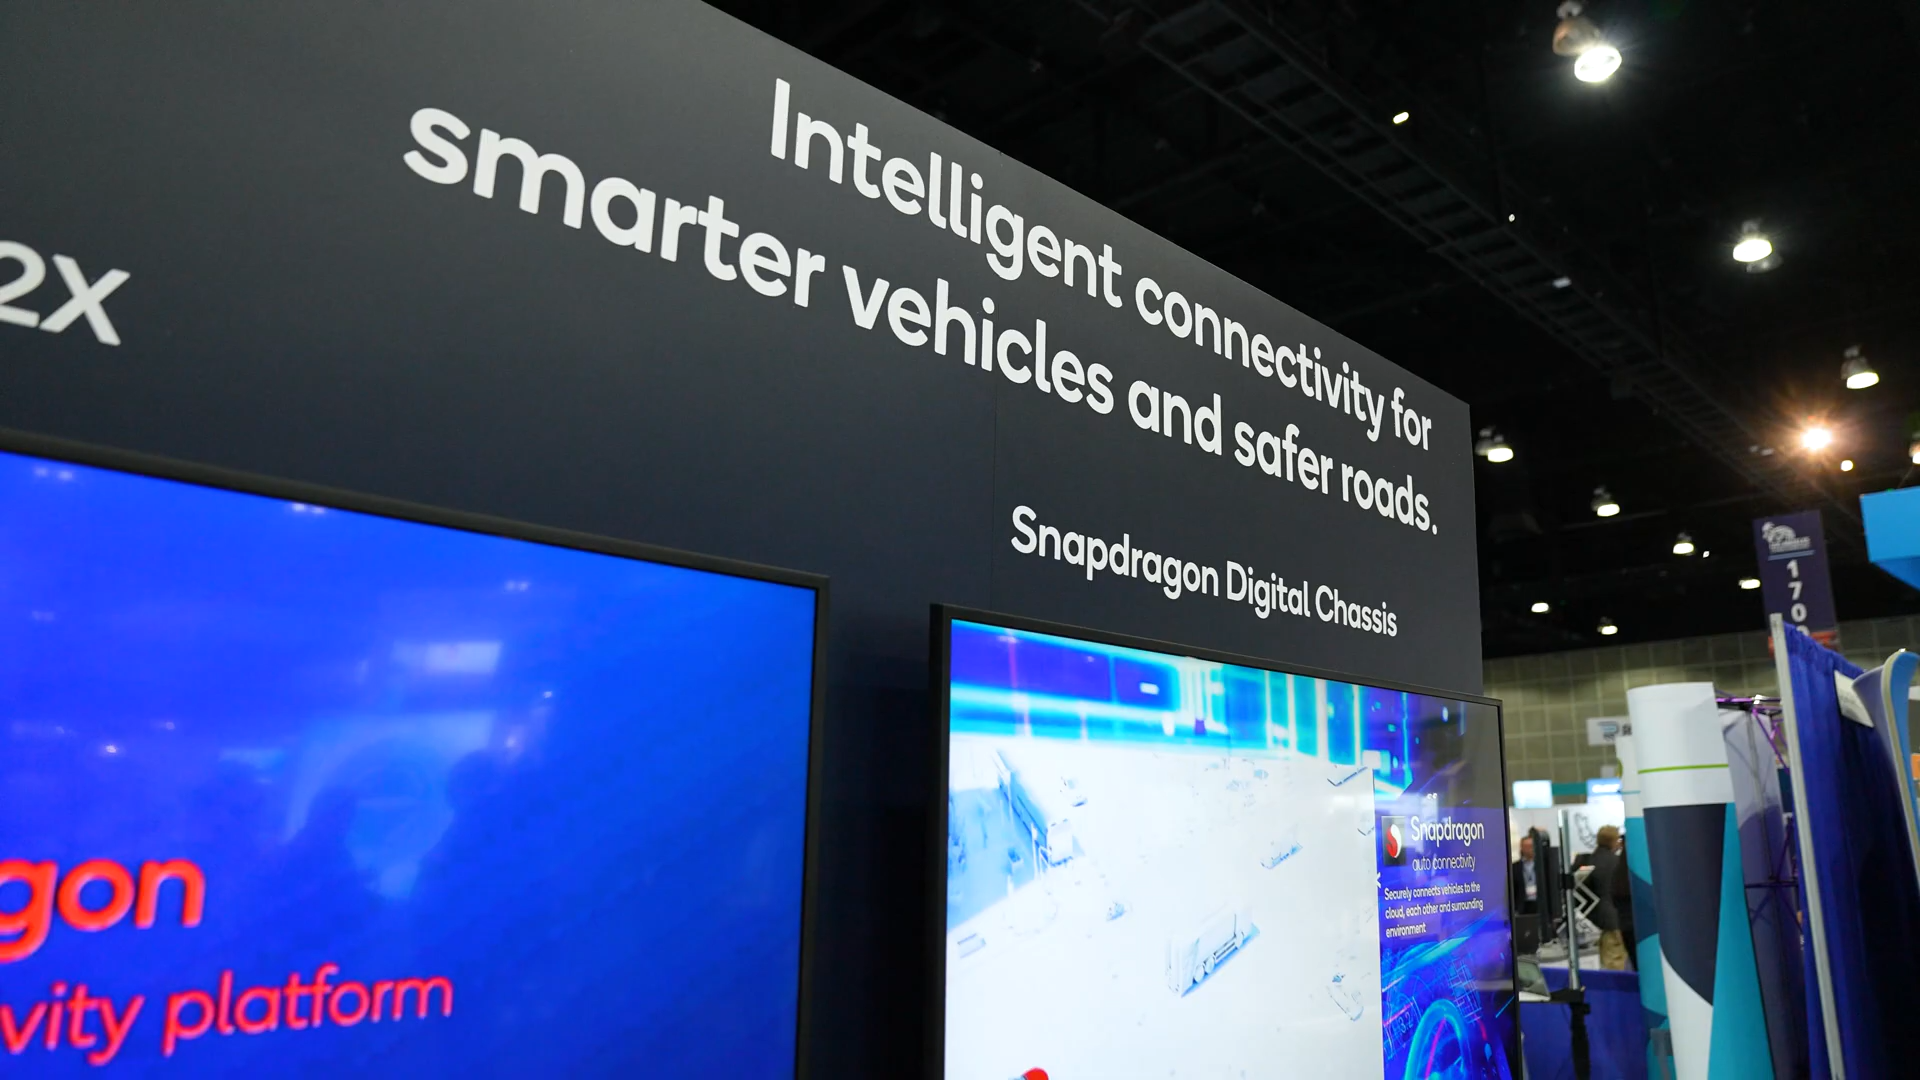 Intelligent connectivity for
smarter vehicles and safer roads.
Snapdragon Digital Chassis
2X
gon
vity platform
Snapdragon
auto connectivity
Securely connects vehicles to the
cloud, each other and surrounding
environment
170